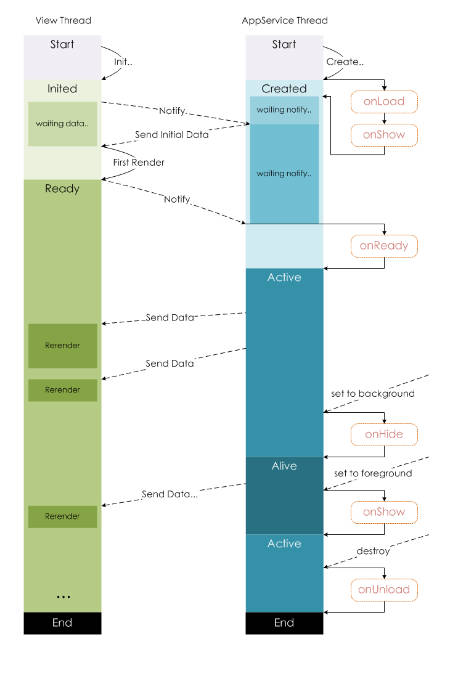 View Thread
AppService Thread
Start
Start
Init..
Create..
Inited
Created
onLoad
waiting data..
Notify.
waiting notify..
Send Initial Data
onShow
First Render
waiting notify..
Ready
Notify
onReady
Active
Send Data
Rerender
Send Data
Rerender
set to background
onHide
Alive
set to foreground
Send Data...
Rerender
onShow
Active
destroy
onUnload
...
End
End